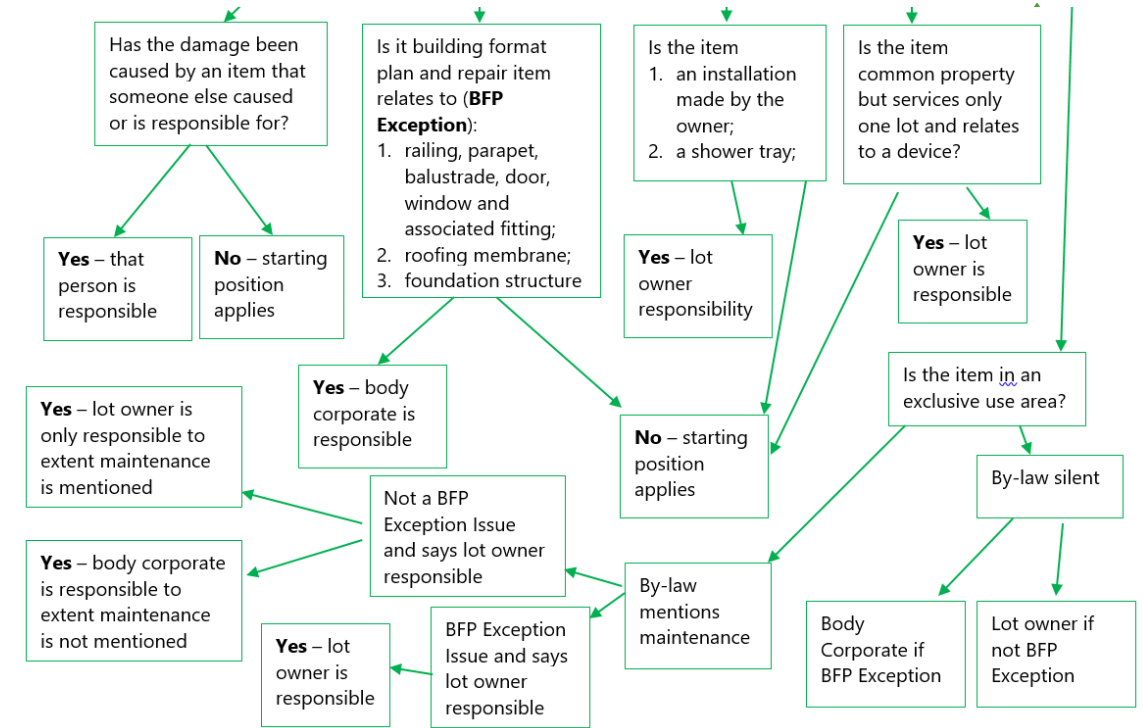 Has the damage been
caused by an item that
someone else caused
or is responsible for?
Is it building format
plan and repair item
relates to (BFP
Exception):
1. railing, parapet,
balustrade, door,
window and
associated fitting;
2. roofing membrane;
3. foundation structure
Is the item
1. an installation
made by the
owner;
2. a shower tray;
Is the item
common property
but services only
one lot and relates
to a device?
Yes – that
person is
responsible
No – starting
position
applies
Yes – lot
owner
responsibility
Yes – lot
owner is
responsible
Yes – body
corporate is
responsible
No – starting
position
applies
Is the item in an
exclusive use area?
By-law silent
Yes – lot owner is
only responsible to
extent maintenance
is mentioned
Not a BFP
Exception Issue
and says lot owner
responsible
Yes – body corporate
is responsible to
extent maintenance
is not mentioned
By-law
mentions
maintenance
BFP Exception
Issue and says
lot owner
responsible
Yes – lot
owner is
responsible
Body
Corporate if
BFP Exception
Lot owner if
not BFP
Exception